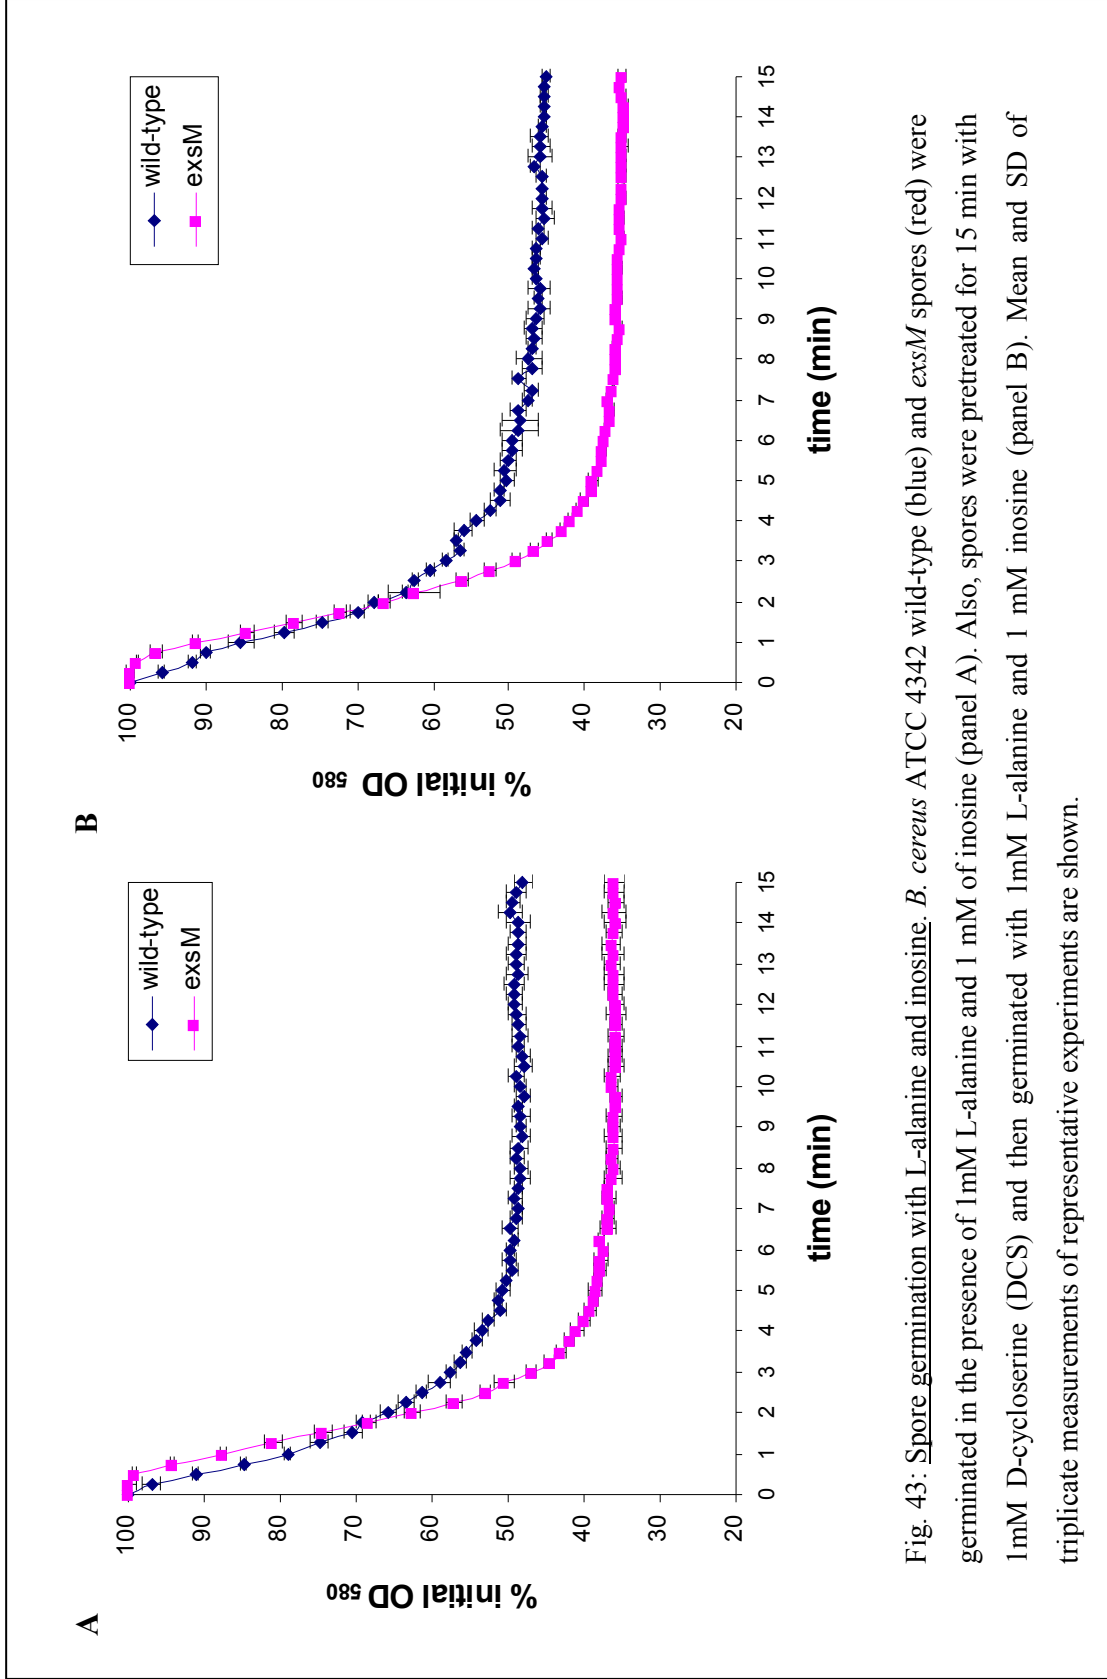 A
% initial OD 580
100
90
80
70
60
50
40
30
20
0 1 2 3 4 5 6 7 8 9 10 11 12 13 14 15
time (min)
wild-type
exsM
B
% initial OD 580
100
90
80
70
60
50
40
30
20
0 1 2 3 4 5 6 7 8 9 10 11 12 13 14 15
time (min)
wild-type
exsM
Fig. 43: Spore germination with L-alanine and inosine. B. cereus ATCC 4342 wild-type (blue) and exsM spores (red) were
germinated in the presence of 1mM L-alanine and 1 mM of inosine (panel A). Also, spores were pretreated for 15 min with
1mM D-cycloserine (DCS) and then germinated with 1mM L-alanine and 1 mM inosine (panel B). Mean and SD of
triplicate measurements of representative experiments are shown.